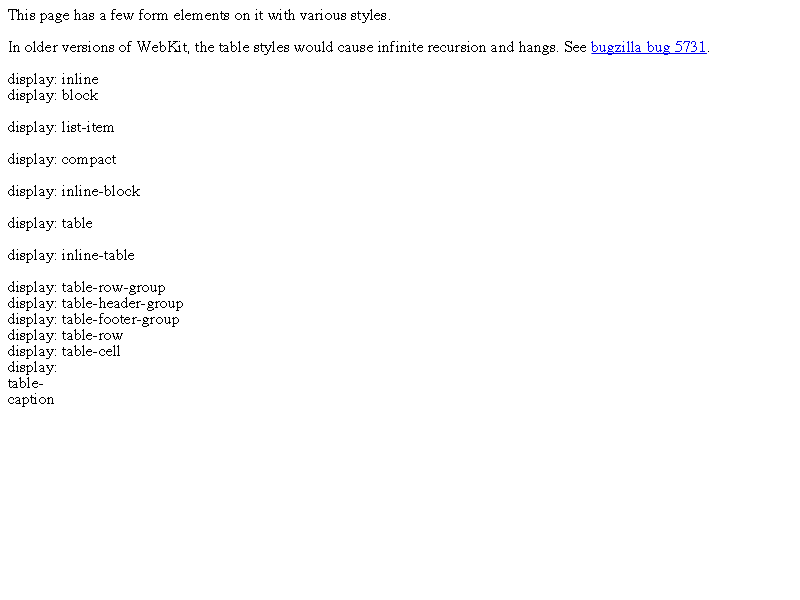 This page has a few form elements on it with various styles.
In older versions of WebKit, the table styles would cause infinite recursion and hangs. See bugzilla bug 5731.
display: inline
display: block
display: list-item
display: compact
display: inline-block
display: table
display: inline-table
display: table-row-group
display: table-header-group
display: table-footer-group
display: table-row
display: table-cell
display:
table-
caption